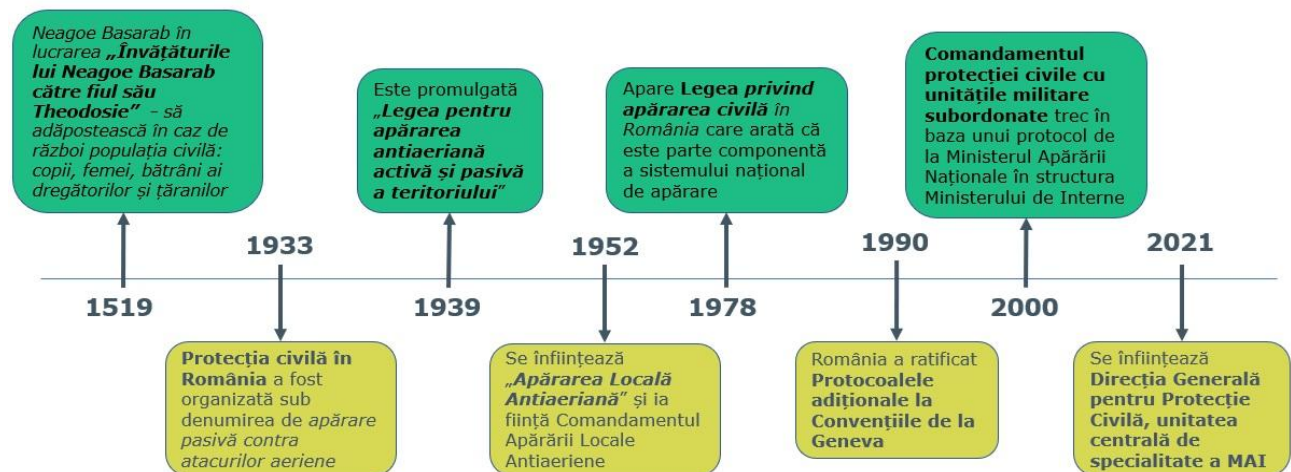 Neagoe Basarab în
lucrarea „Învățăturile
lui Neagoe Basarab
către fiul său
Theodosie” – să
adăpostească în caz de
război populația civilă:
copii, femei, bătrâni ai
dregătorilor și țăranilor
1519
1933
Protecția civilă în
România a fost
organizată sub
denumirea de apărare
pasivă contra
atacurilor aeriene
Este promulgată
„Legea pentru
apărarea
antiaeriană
activă și pasivă
a teritoriului”
1939
1952
Se înființează
„Apărarea Locală
Antiaeriană” și ia
ființă Comandamentul
Apărării Locale
Antiaeriene
Apare Legea privind
apărarea civilă în
România care arată că
este parte componentă
a sistemului național
de apărare
1978
1990
România a ratificat
Protocoalele
adiționale la
Convențiile de la
Geneva
Comandamentul
protecției civile cu
unitățile militare
subordonate trec în
baza unui protocol de
la Ministerul Apărării
Naționale în structura
Ministerului de Interne
2000
2021
Se înființează
Direcția Generală
pentru Protecție
Civilă, unitatea
centrală de
specialitate a MAI